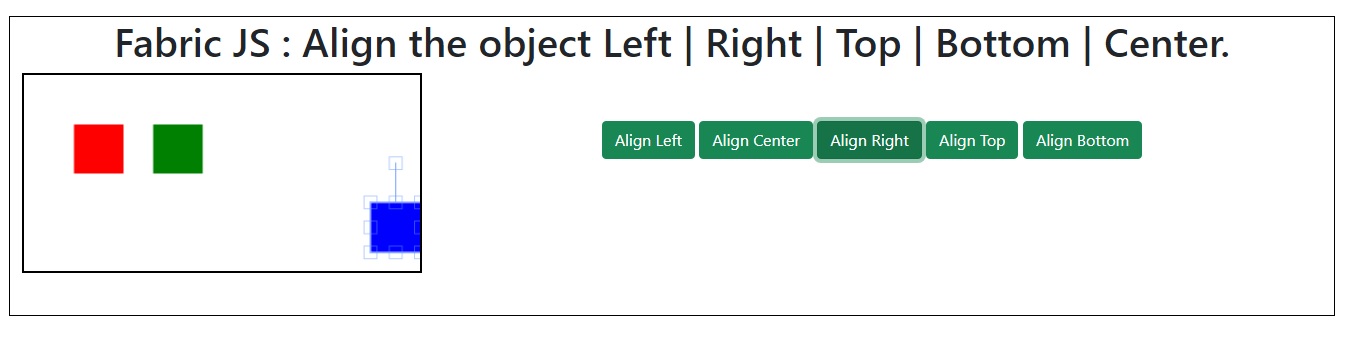 Fabric JS : Align the object Left | Right | Top | Bottom | Center.
Align Left Align Center Align Right Align Top Align Bottom